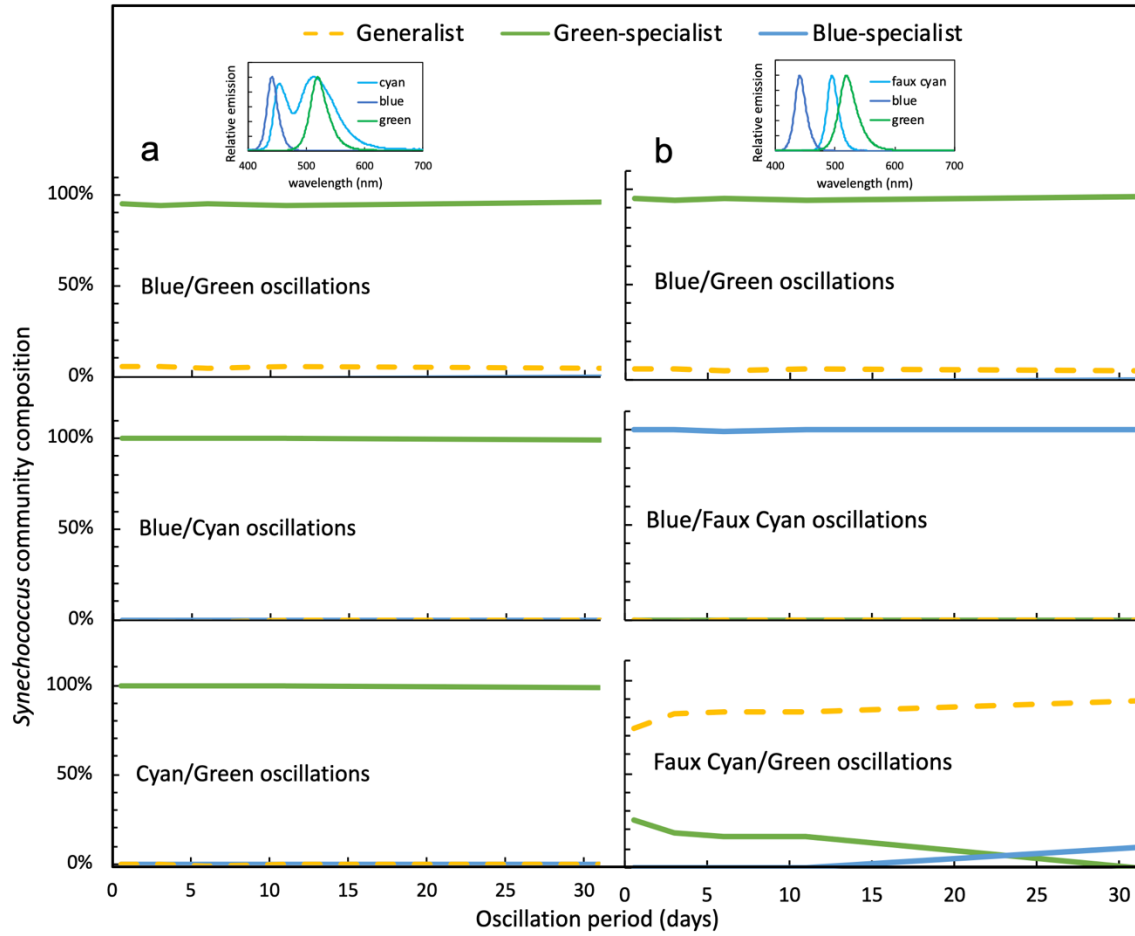 Generalist Green-specialist Blue-specialist
a
Relative emission
cyan
blue
green
400 500 600 700
wavelength (nm)
b
Relative emission
faux cyan
blue
green
400 500 600 700
wavelength (nm)
Synechococcus community composition
100%
50%
0%
Blue/Green oscillations
Blue/Green oscillations
100%
50%
0%
Blue/Cyan oscillations
Blue/Faux Cyan oscillations
100%
50%
0%
Cyan/Green oscillations
Faux Cyan/Green oscillations
0 5 10 15 20 25 30
0 5 10 15 20 25 30
Oscillation period (days)